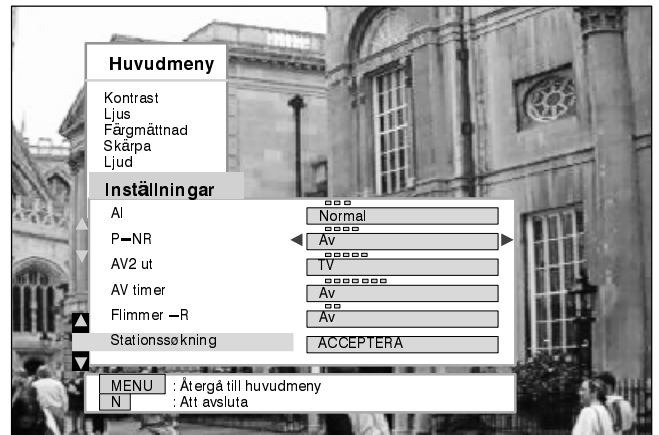 Huvudmeny
Kontrast
Ljus
Färgmättnad
Skärpa
Ljud
Inställningar
AI Normal
P–NR Av
AV2 ut TV
AV timer Av
Flimmer –R Av
Stationssøkning ACCEPTERA
MENU : Återgå till huvudmeny
N : Att avsluta